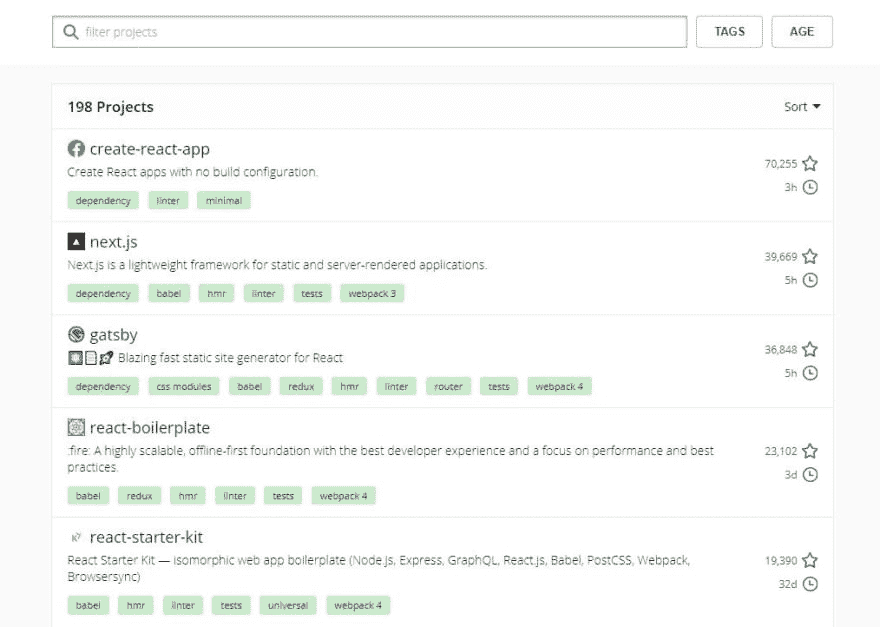 filter projects
TAGS
AGE
198 Projects
Sort
create-react-app
Create React apps with no build configuration.
dependency linter minimal
70,255
3h
next.js
Next.js is a lightweight framework for static and server-rendered applications.
dependency babel hmr linter tests webpack 3
39,669
5h
gatsby
Blazing fast static site generator for React
dependency css modules babel redux hmr linter router tests webpack 4
36,848
5h
react-boilerplate
:fire: A highly scalable, offline-first foundation with the best developer experience and a focus on performance and best
practices.
babel redux hmr linter tests webpack 4
23,102
3d
react-starter-kit
React Starter Kit — isomorphic web app boilerplate (Node.js, Express, GraphQL, React.js, Babel, PostCSS, Webpack,
Browsersync)
babel hmr linter tests universal webpack 4
19,390
32d